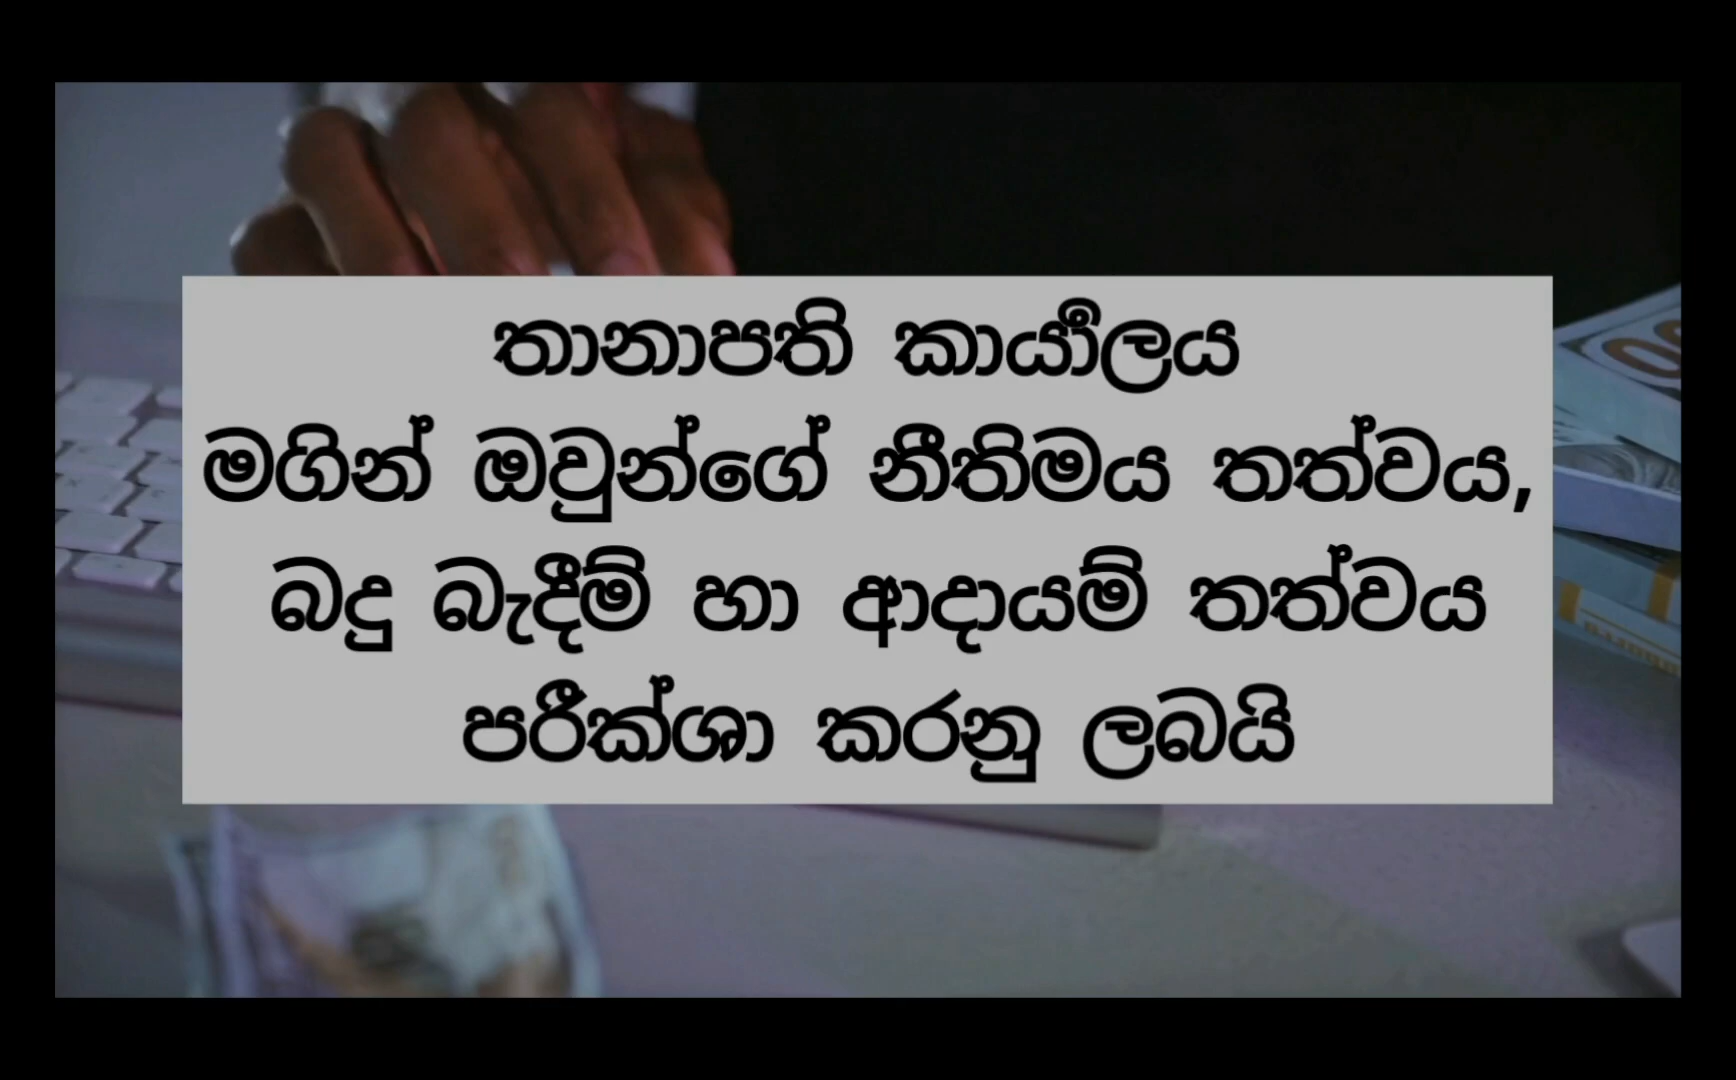 තානාපති කාර්‍යාලය
මගින් ඔවුන්ගේ නීතිමය තත්වය,
බදු බැදීම් හා ආදායම් තත්වය
පරීක්ශා කරනු ලබයි